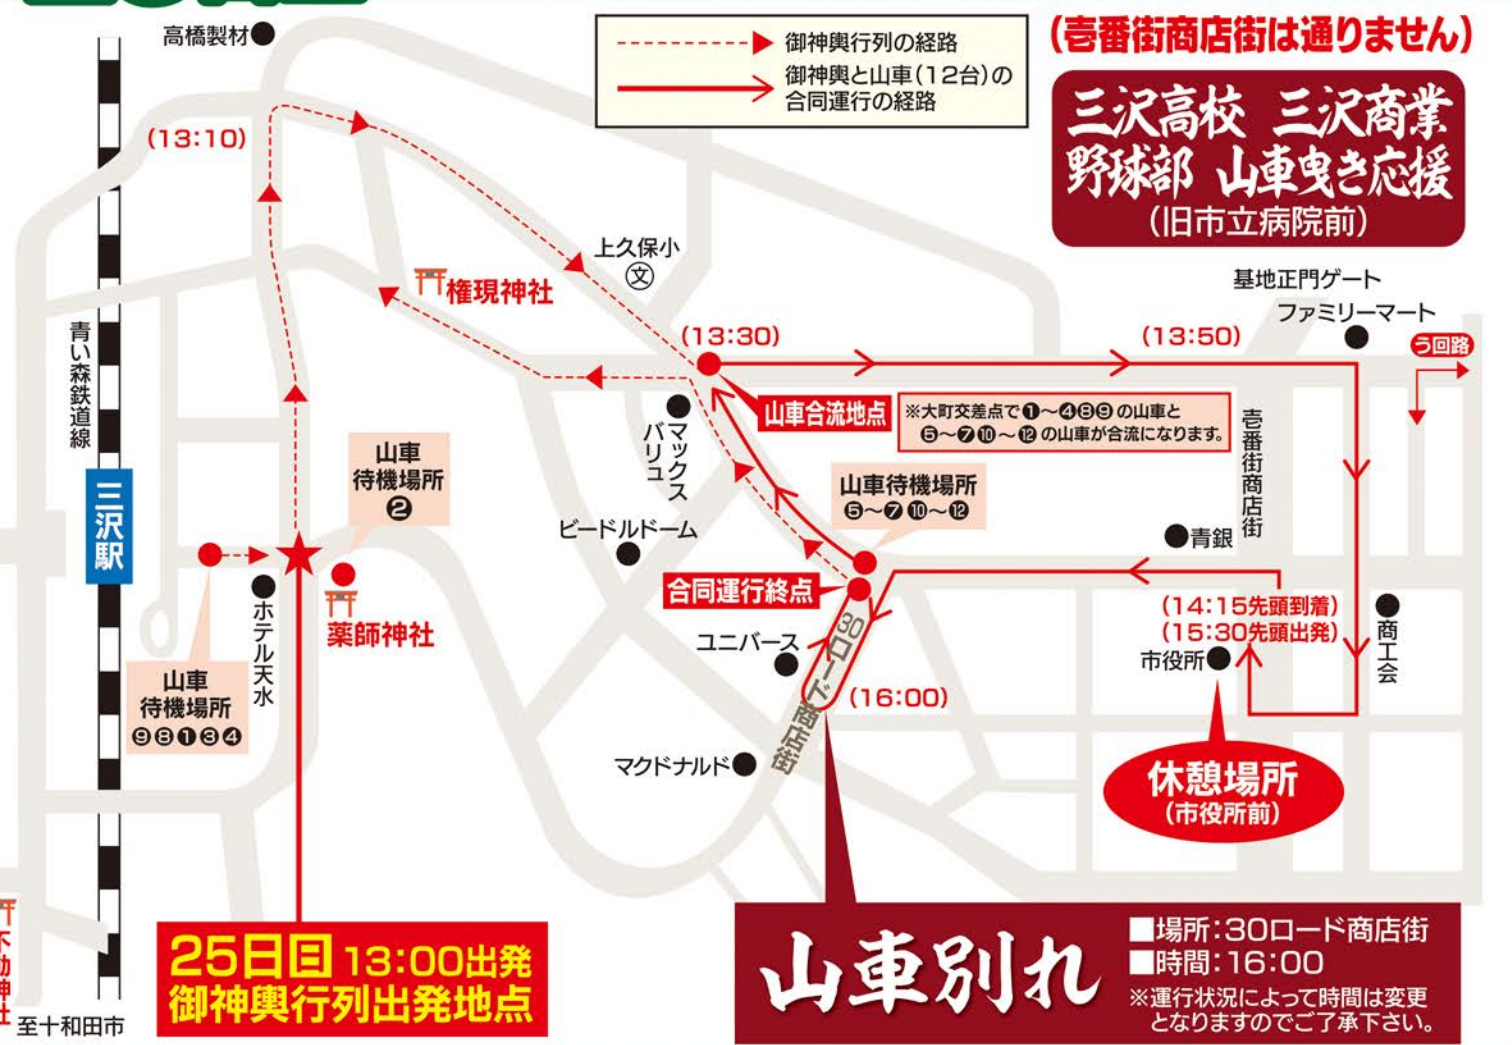 高橋製材
御神輿行列の経路
御神輿と山車(12台)の
合同運行の経路
(壱番街商店街は通りません)
三沢高校 三沢商業
野球部 山車曳き応援
(旧市立病院前)
(13:10)
上久保小
文
権現神社
基地正門ゲート
ファミリーマート
う回路
(13:30)
(13:50)
青い森鉄道線
山車合流地点
※大町交差点で❶～❹❽❾の山車と
❺～❼❿～⓬の山車が合流になります。
壱番街商店街
マックス
バリュ
山車
待機場所
❷
山車待機場所
❺～❼❿～⓬
三沢駅
ビードルドーム
青銀
合同運行終点
(14:15先頭到着)
(15:30先頭出発)
薬師神社
ホテル天水
ユニバース
30ロード商店街
市役所
商工会
山車
待機場所
❾❽❶❸❹
(16:00)
マクドナルド
休憩場所
(市役所前)
25日日 13:00出発
御神輿行列出発地点
山車別れ
■場所:30ロード商店街
■時間:16:00
※運行状況によって時間は変更
となりますのでご了承下さい。
不動神社
至十和田市